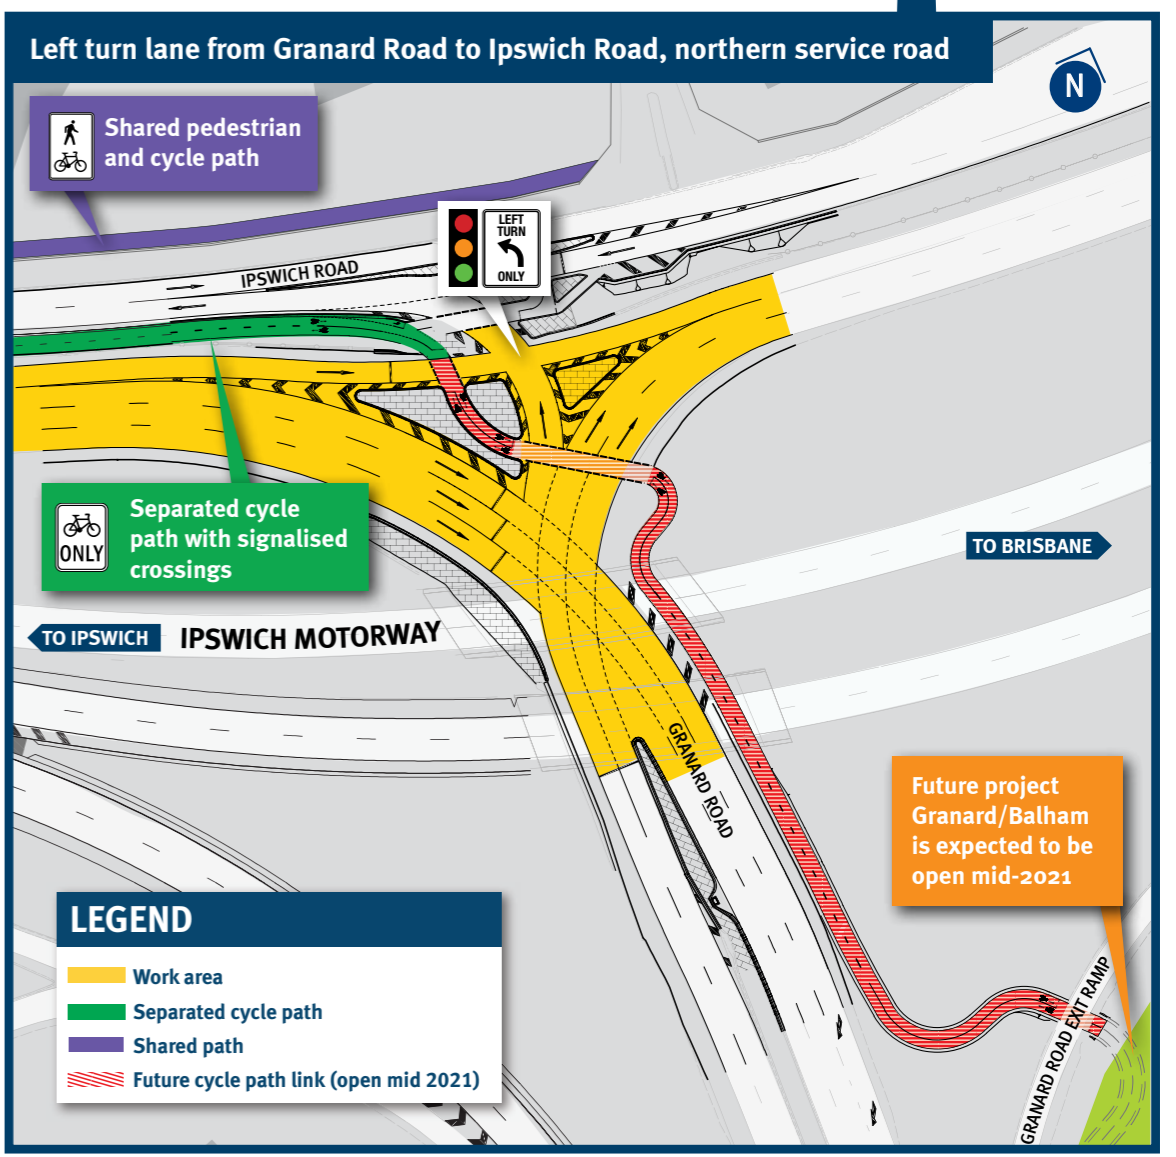 Left turn lane from Granard Road to Ipswich Road, northern service road
N
Shared pedestrian
and cycle path
LEFT
TURN
ONLY
IPSWICH ROAD
ONLY
Separated cycle
path with signalised
crossings
TO BRISBANE
TO IPSWICH
IPSWICH MOTORWAY
GRANARD ROAD
Future project
Granard/Balham
is expected to be
open mid-2021
GRANARD ROAD EXIT RAMP
LEGEND
Work area
Separated cycle path
Shared path
Future cycle path link (open mid 2021)